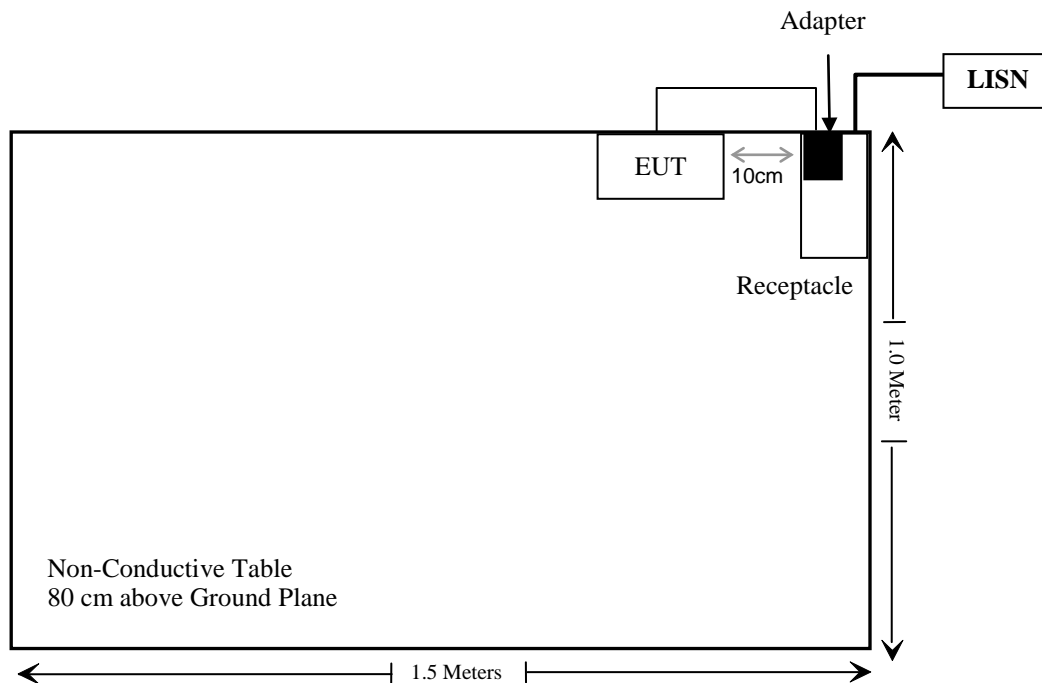 Adapter
LISN
EUT
10cm
Receptacle
1.0 Meter
Non-Conductive Table
80 cm above Ground Plane
1.5 Meters